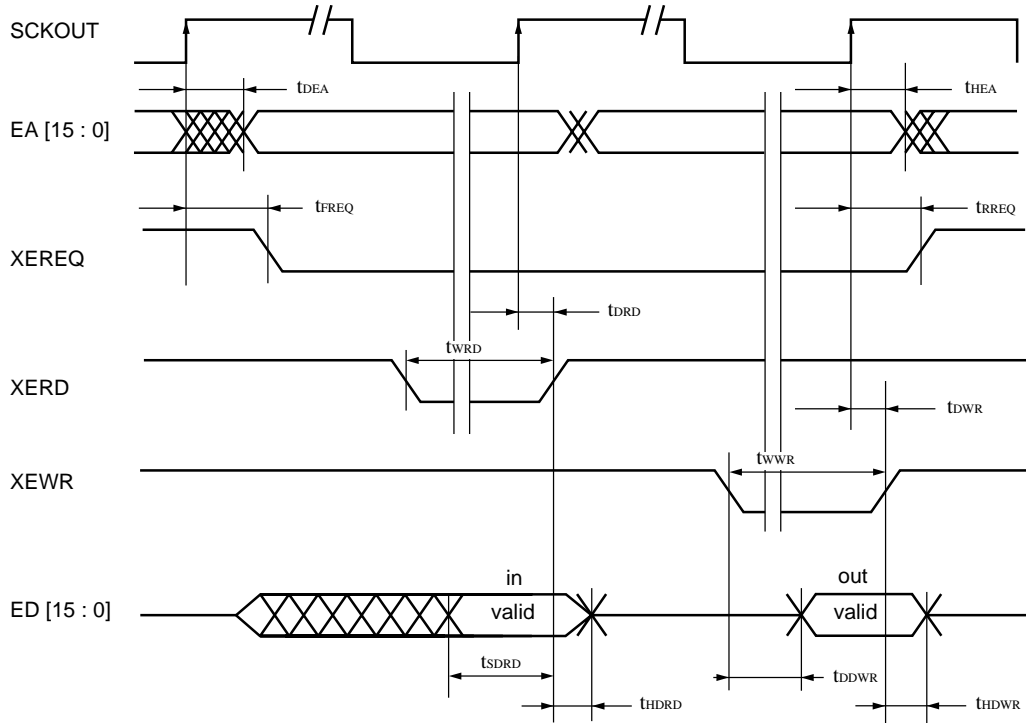 SCKOUT
tDEA
tHEA
EA [15 : 0]
tFREQ
tRREQ
XEREQ
tDRD
tWRD
XERD
tDWR
tWWR
XEWR
in
out
ED [15 : 0]
valid
valid
tSDRD
tDDWR
tHDRD
tHDWR